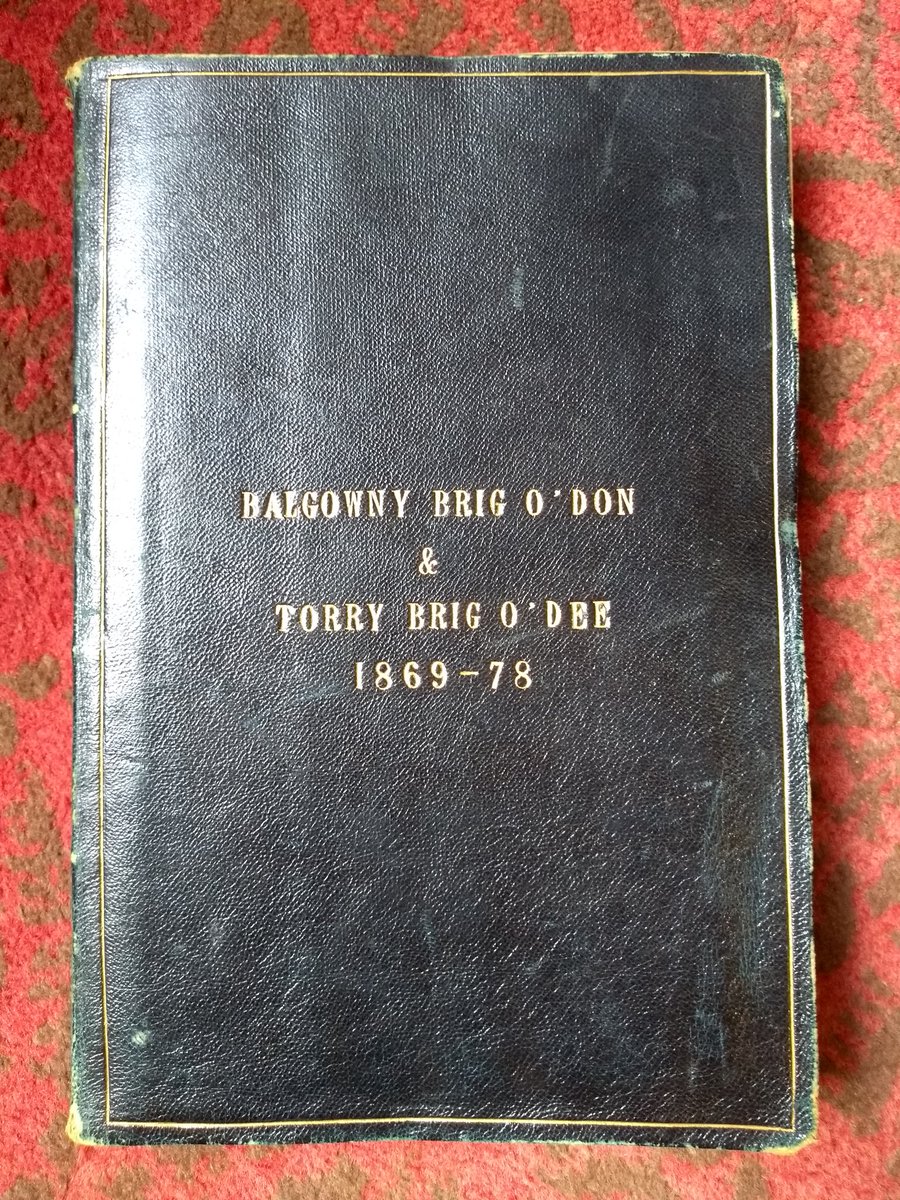 BALGOWNY BRIG O'DON
&
TORRY BRIG O'DEE
1869-78